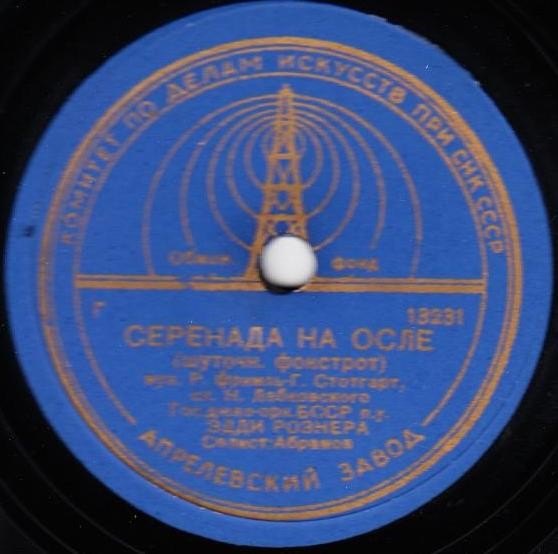 КОМИТЕТ ПО ДЕЛАМ ИСКУССТВ ПРИ СНК СССР
Обмен. фонд
Г 13231
СЕРЕНАДА НА ОСЛЕ
(шуточн. фокстрот)
муз. Р. Фримль-Г. Стотгарт,
сл. Н. Лабковского
Гос. джаз-орк. БССР п.у.
ЭДДИ РОЗНЕРА
Солист: Абрамов
АПРЕЛЕВСКИЙ ЗАВОД